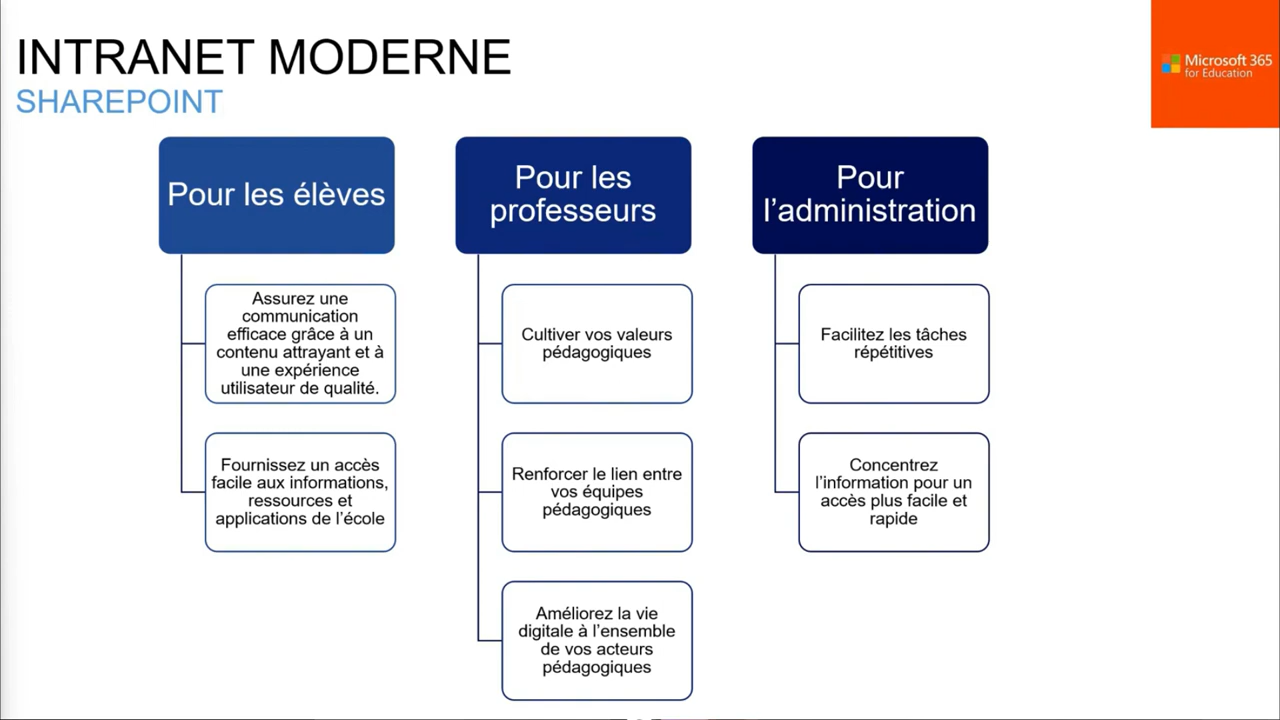 INTRANET MODERNE
SHAREPOINT
Microsoft 365
for Education
Pour les élèves
Assurez une
communication
efficace grâce à un
contenu attrayant et à
une expérience
utilisateur de qualité.
Fournissez un accès
facile aux informations,
ressources et
applications de l’école
Pour les
professeurs
Cultiver vos valeurs
pédagogiques
Renforcer le lien entre
vos équipes
pédagogiques
Améliorez la vie
digitale à l’ensemble
de vos acteurs
pédagogiques
Pour
l’administration
Facilitez les tâches
répétitives
Concentrez
l’information pour un
accès plus facile et
rapide